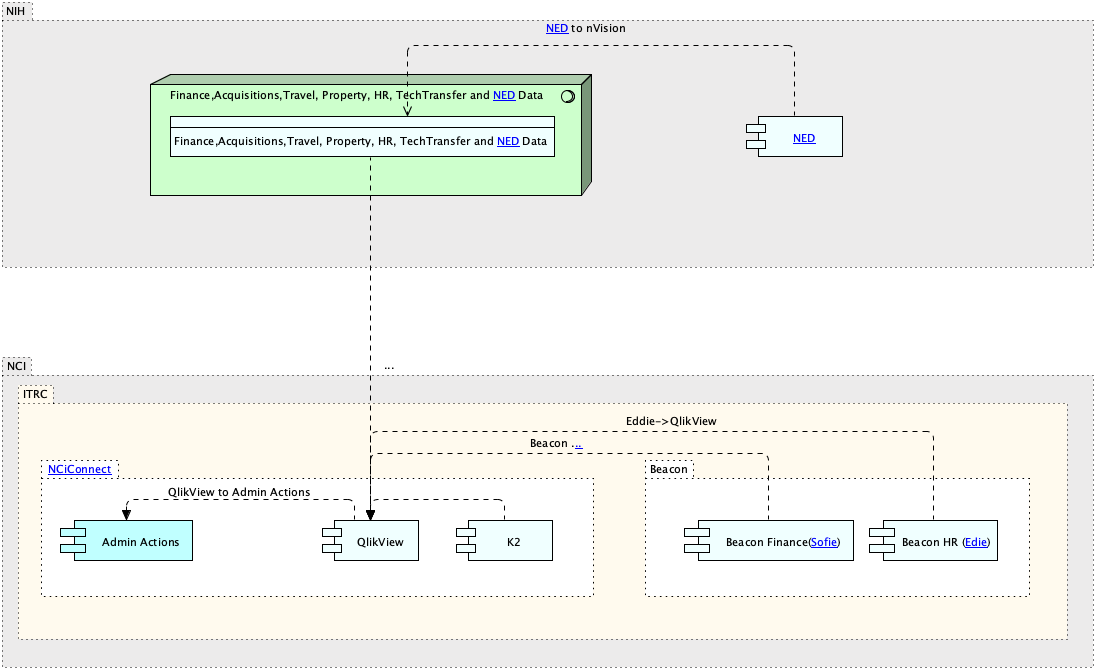 NIH
NED to nVision
Finance,Acquisitions,Travel, Property, HR, TechTransfer and NED Data
Finance,Acquisitions,Travel, Property, HR, TechTransfer and NED Data
NED
...
NCI
ITRC
Eddie->QlikView
Beacon ...
NCiConnect
Beacon
QlikView to Admin Actions
Admin Actions
QlikView
K2
Beacon Finance(Sofie)
Beacon HR (Edie)